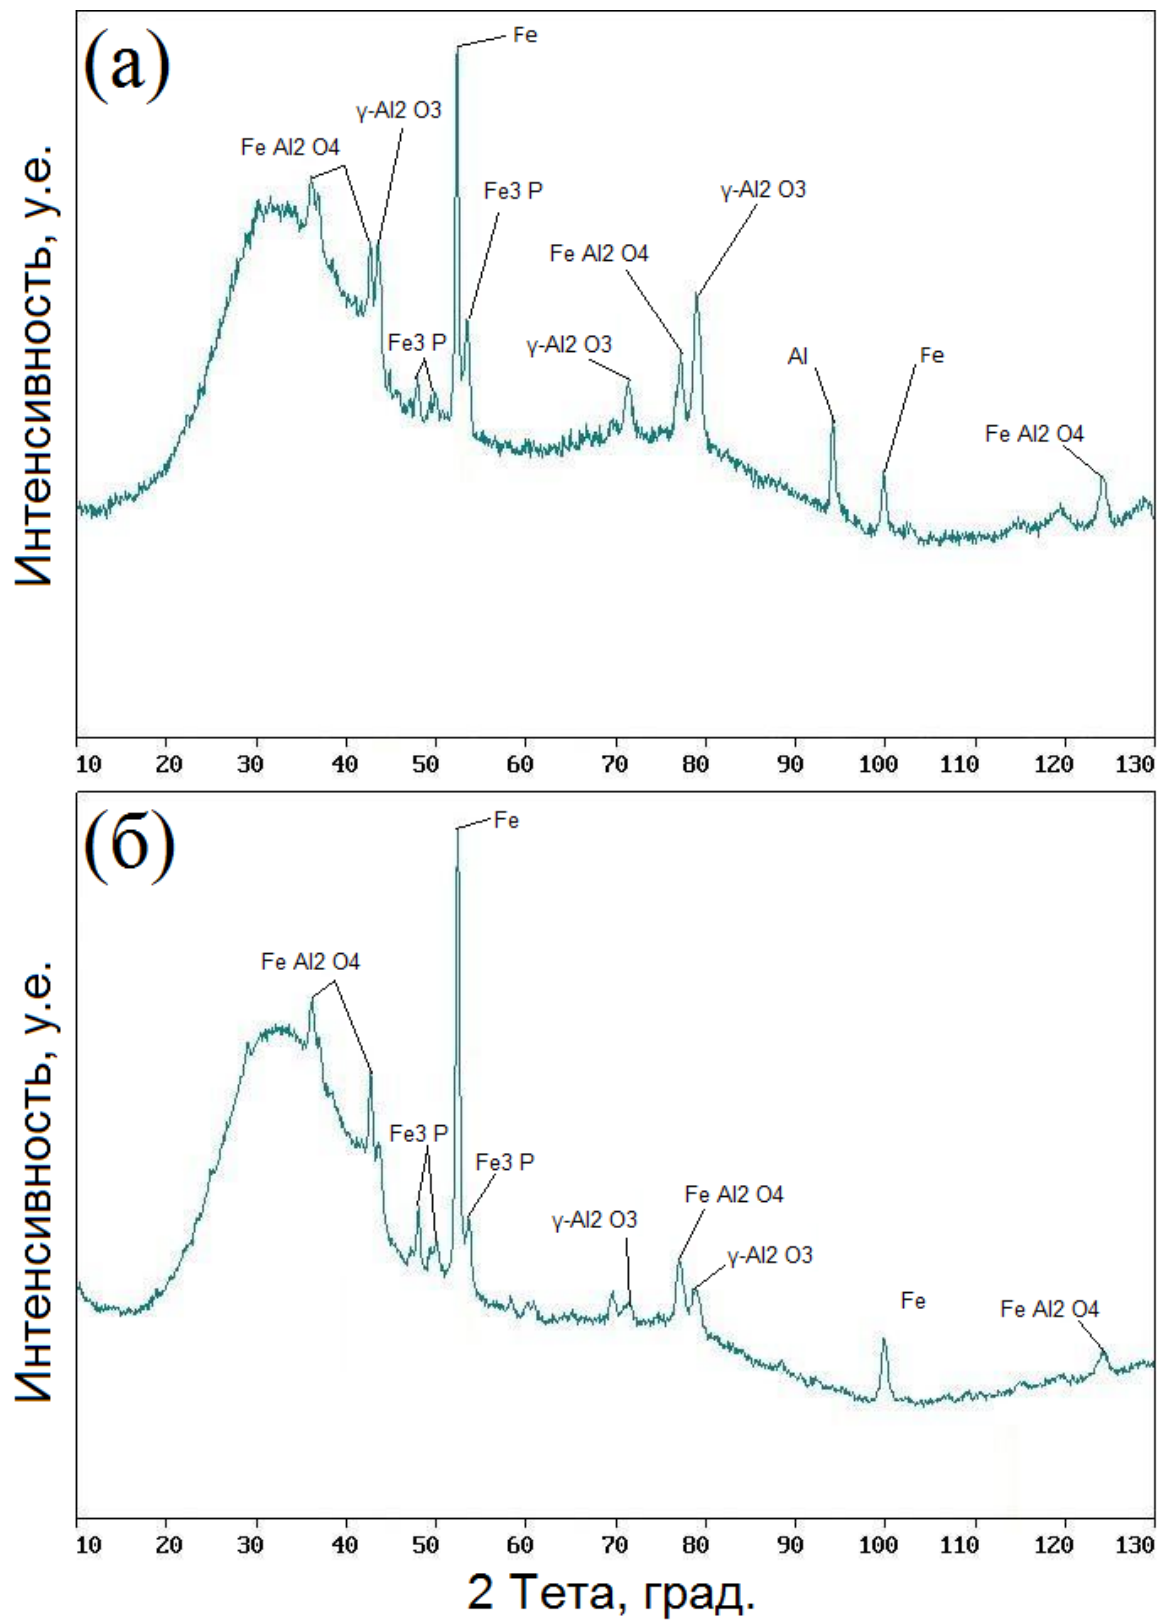 (а)
Fe
γ-Al2 O3
Fe Al2 O4
Fe3 P
γ-Al2 O3
Fe Al2 O4
Fe3 P
γ-Al2 O3
Al
Fe
Fe Al2 O4
Интенсивность, у.е.
10 20 30 40 50 60 70 80 90 100 110 120 130
(б)
Fe
Fe Al2 O4
Fe3 P
Fe3 P
Fe Al2 O4
γ-Al2 O3
γ-Al2 O3
Fe
Fe Al2 O4
Интенсивность, у.е.
10 20 30 40 50 60 70 80 90 100 110 120 130
2 Тета, град.